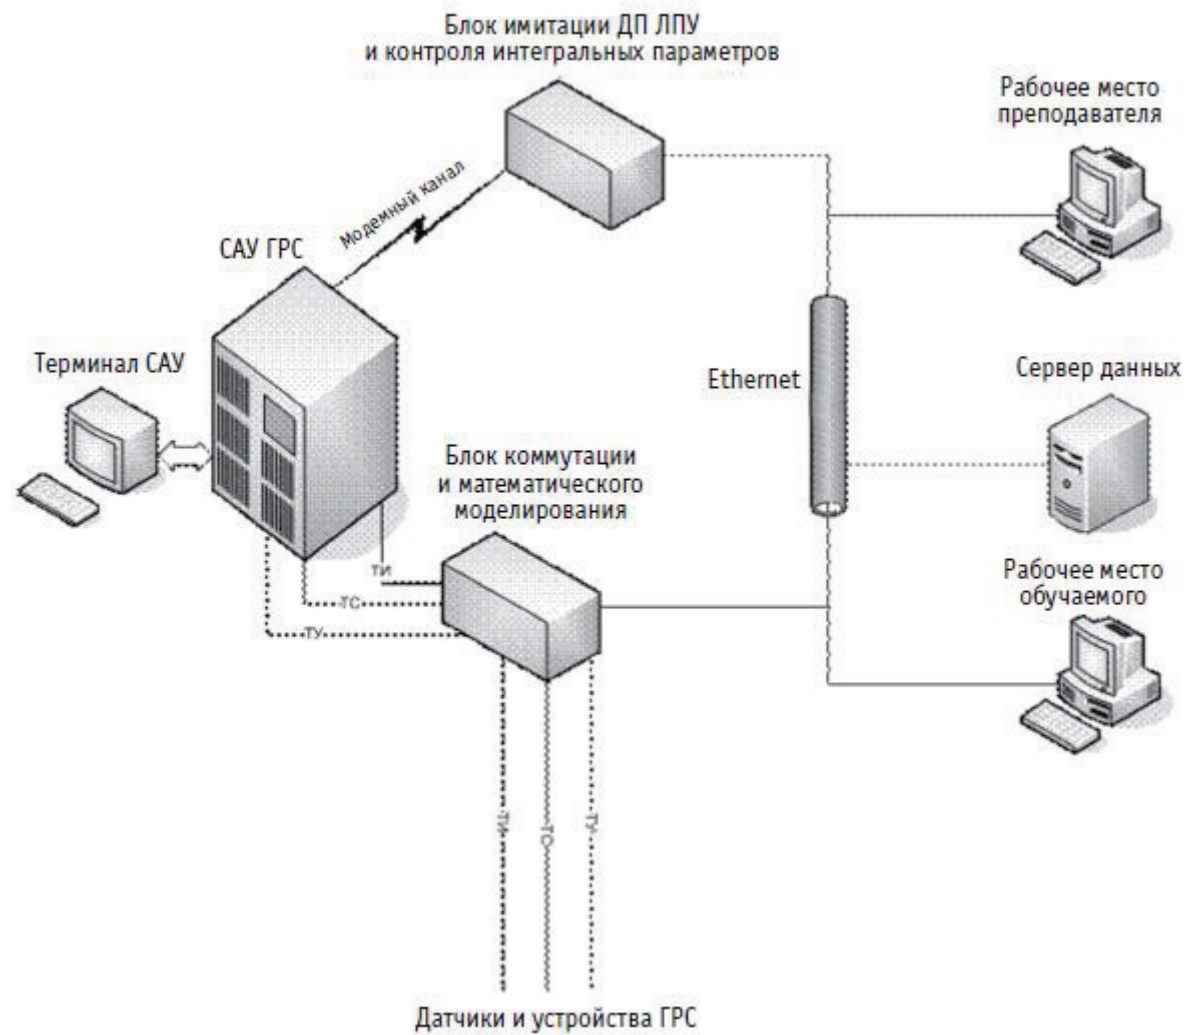 Блок имитации ДП ЛПУ
и контроля интегральных параметров
Рабочее место
преподавателя
Модемный канал
САУ ГРС
Терминал САУ
Ethernet
Сервер данных
Блок коммутации
и математического
моделирования
ТИ
ТС
ТУ
Рабочее место
обучаемого
ТИ
ТС
ТУ
Датчики и устройства ГРС